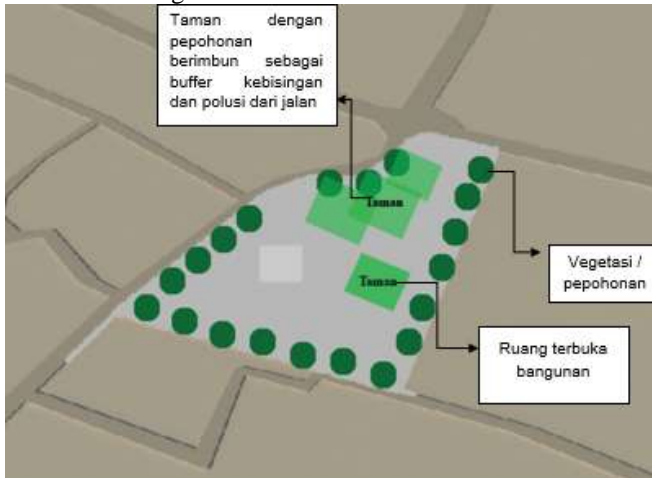 Taman dengan
pepohonan
berimbun sebagai
buffer kebisingan
dan polusi dari jalan
Taman
Vegetasi /
pepohonan
Taman
Ruang terbuka
bangunan